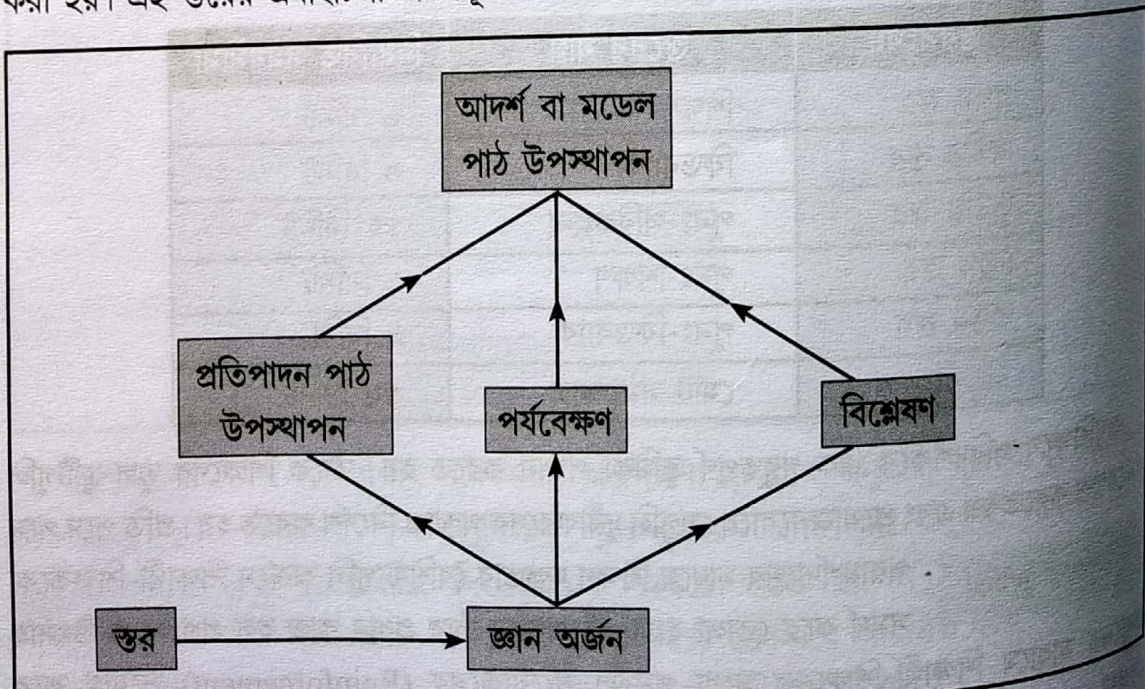 আদর্শ বা মডেল
পাঠ উপস্থাপন
প্রতিপাদন পাঠ
উপস্থাপন
পর্যবেক্ষণ
বিশ্লেষণ
স্তর
জ্ঞান অর্জন